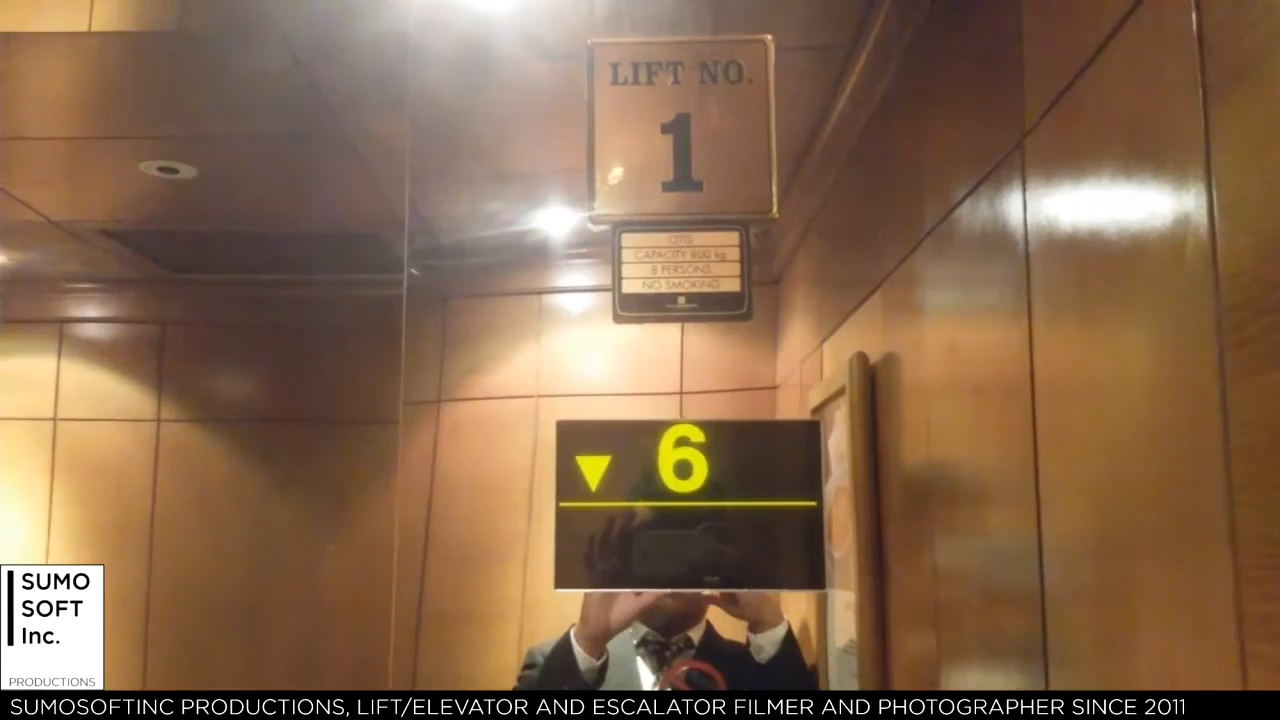 LIFT NO.
1
OTIS
CAPACITY 800 kg
8 PERSONS
NO SMOKING
▼ 6
SUMO
SOFT
Inc.
PRODUCTIONS
SUMOSOFTINC PRODUCTIONS, LIFT/ELEVATOR AND ESCALATOR FILMER AND PHOTOGRAPHER SINCE 2011